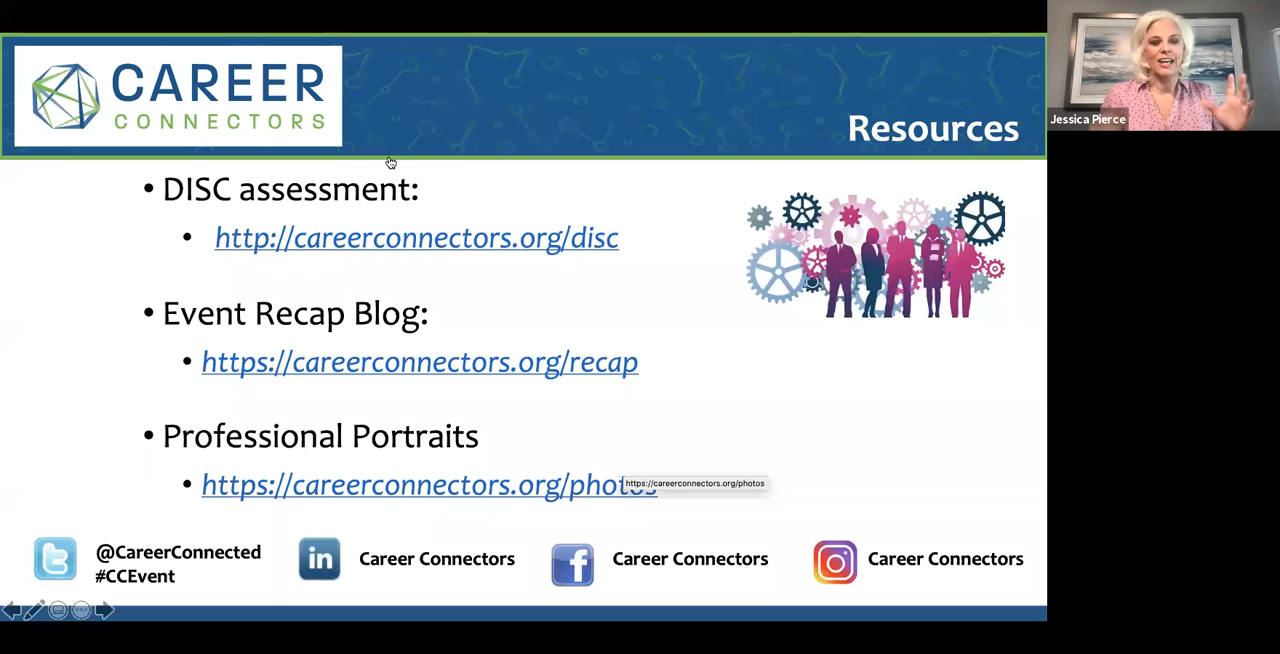 CAREER
CONNECTORS
Resources
Jessica Pierce
• DISC assessment:
• http://careerconnectors.org/disc
• Event Recap Blog:
• https://careerconnectors.org/recap
• Professional Portraits
• https://careerconnectors.org/photos
https://careerconnectors.org/photos
@CareerConnected
#CCEvent
in
Career Connectors
f
Career Connectors
Career Connectors